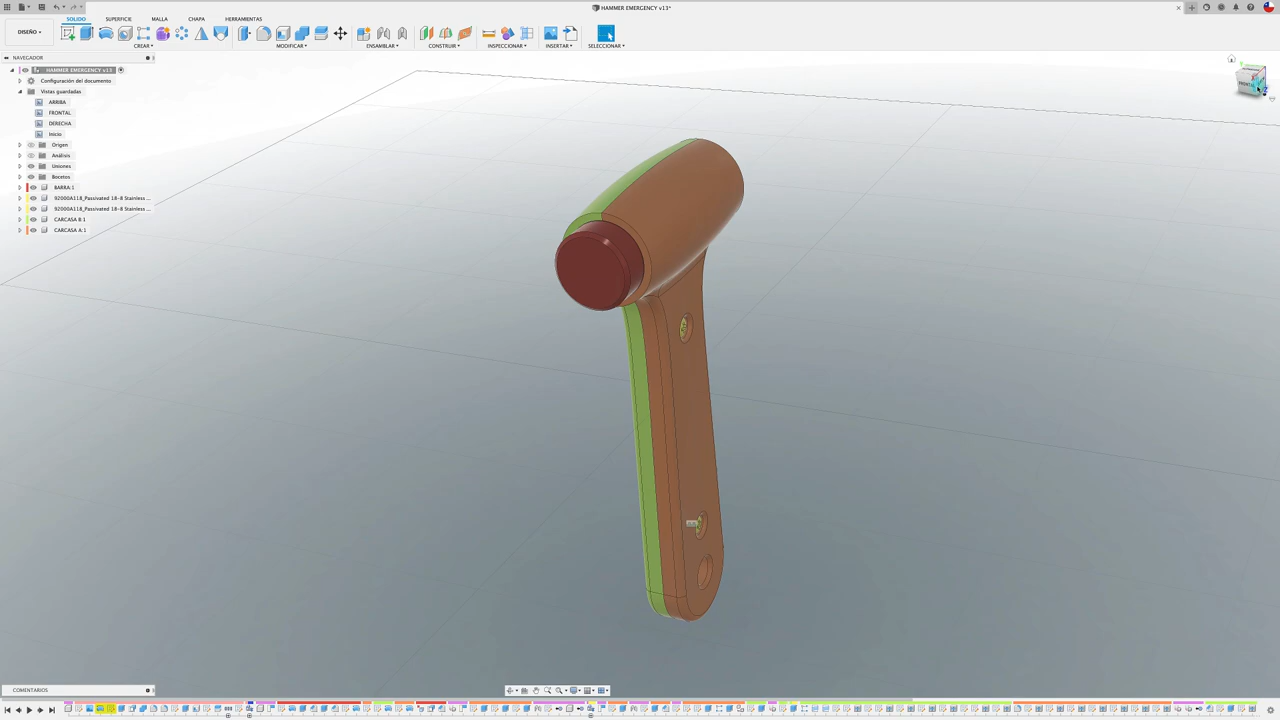 HAMMER EMERGENCY v13*
SÓLIDO SUPERFICIE MALLA CHAPA HERRAMIENTAS
DISEÑO
CREAR MODIFICAR ENSAMBLAR CONSTRUIR INSPECCIONAR INSERTAR SELECCIONAR
NAVEGADOR
HAMMER EMERGENCY v13
Configuración del documento
Vistas guardadas
ARRIBA
FRONTAL
DERECHA
Inicio
Origen
Análisis
Uniones
Bocetos
BARRA:1
92000A118_Passivated 18-8 Stainless ...
92000A118_Passivated 18-8 Stainless ...
CARCASA B:1
CARCASA A:1
FRONTAL
COMENTARIOS